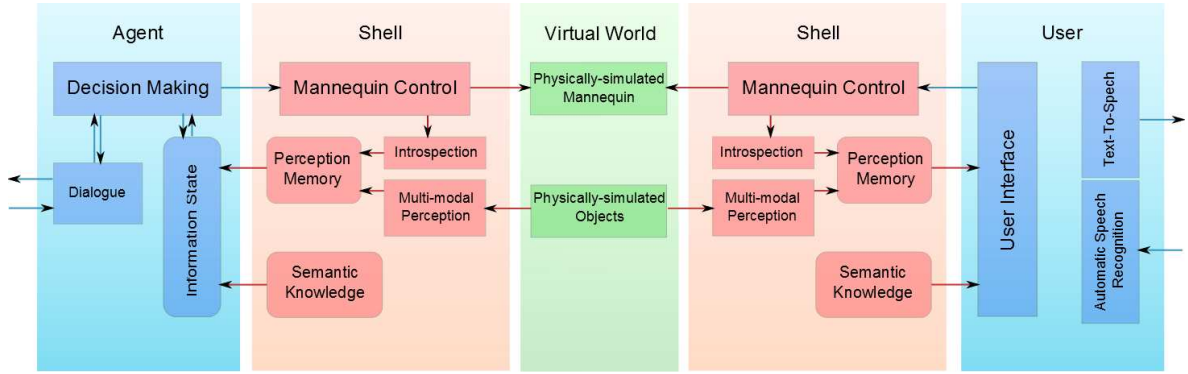 Agent
Shell
Virtual World
Shell
User
Decision Making
Mannequin Control
Physically-simulated
Mannequin
Mannequin Control
Text-To-Spech
Introspection
Introspection
Perception
Memory
Perception
Memory
Dialogue
Information State
Multi-modal
Perception
Physically-simulated
Objects
Multi-modal
Perception
User Interface
Automatic Speech
Recognition
Semantic
Knowledge
Semantic
Knowledge